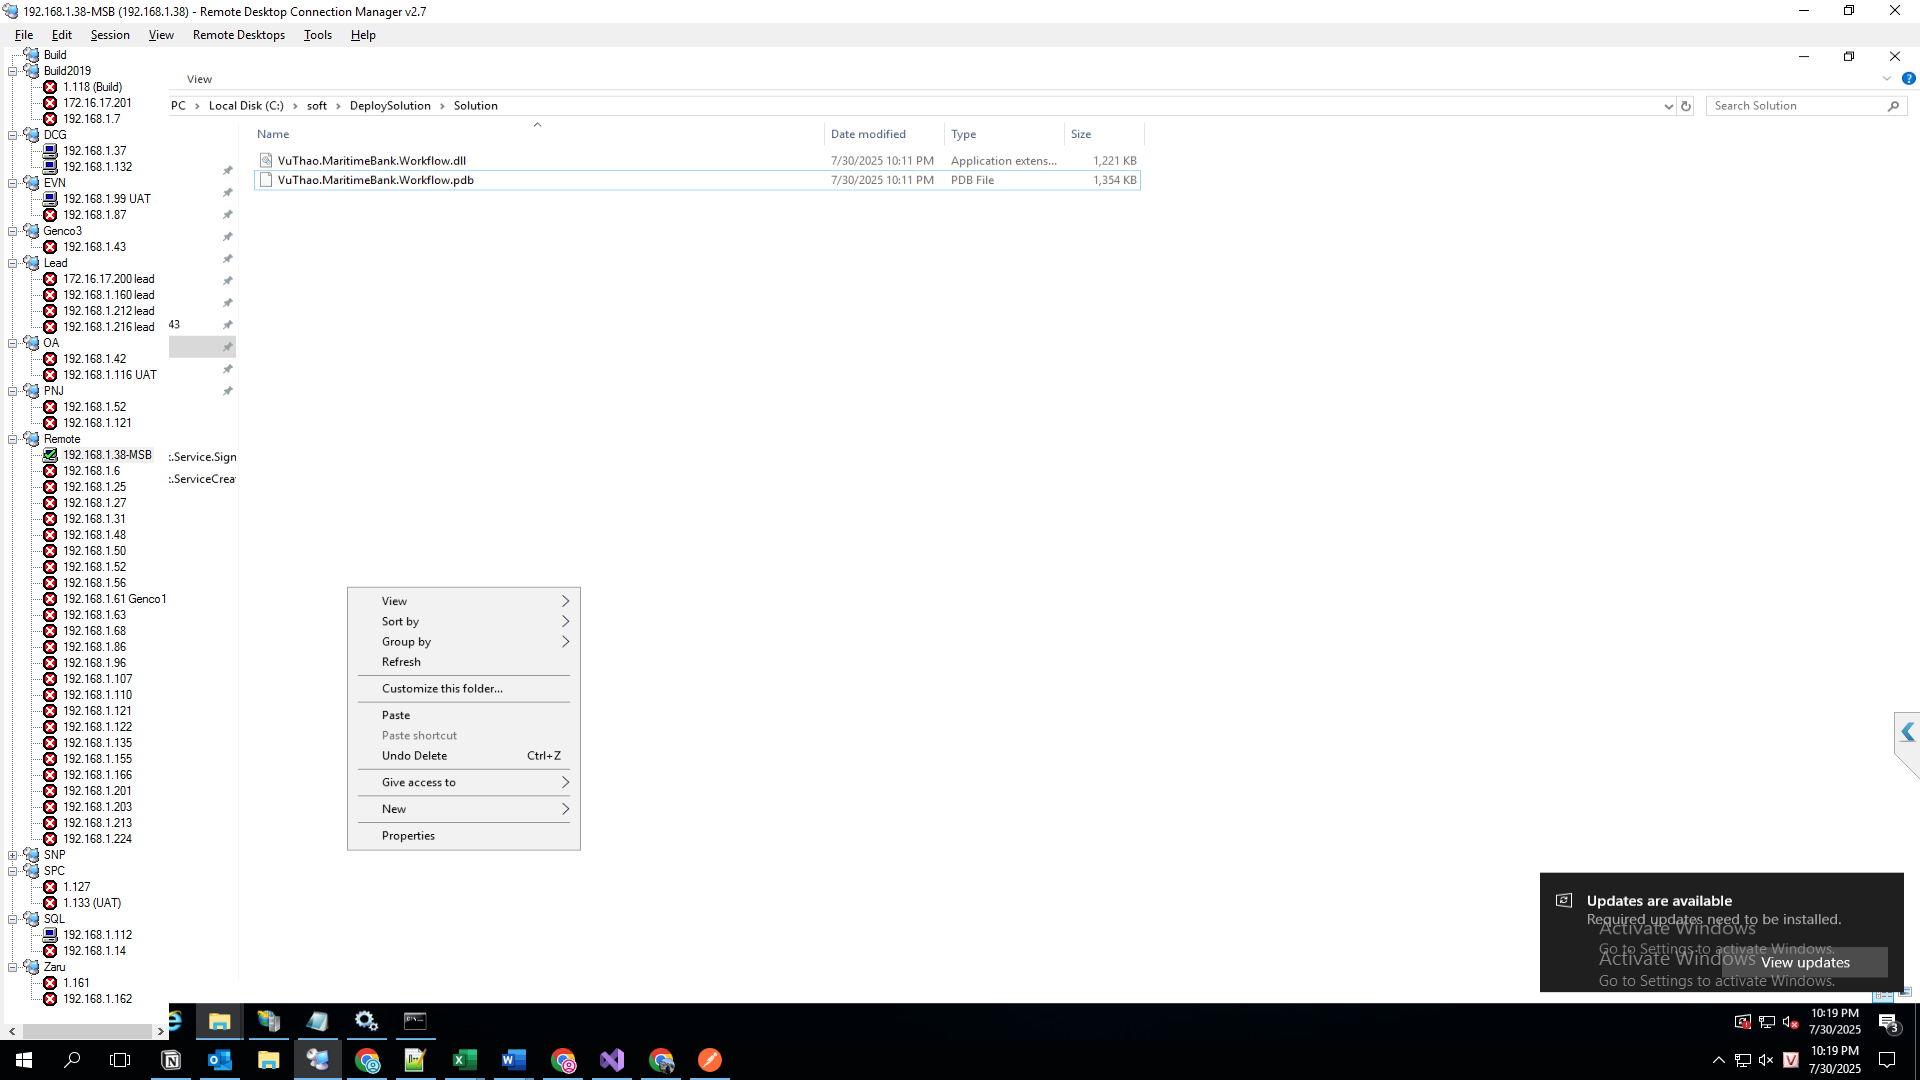 192.168.1.38-MSB (192.168.1.38) - Remote Desktop Connection Manager v2.7
File Edit Session View Remote Desktops Tools Help
Build
Build2019
1.118 (Build)
172.16.17.201
192.168.1.7
DCG
192.168.1.37
192.168.1.132
EVN
192.168.1.99 UAT
192.168.1.87
Genco3
192.168.1.43
Lead
172.16.17.200 lead
192.168.1.160 lead
192.168.1.212 lead
192.168.1.216 lead
OA
192.168.1.42
192.168.1.116 UAT
PNJ
192.168.1.52
192.168.1.121
Remote
192.168.1.38-MSB
192.168.1.6
192.168.1.25
192.168.1.27
192.168.1.31
192.168.1.48
192.168.1.50
192.168.1.52
192.168.1.56
192.168.1.61 Genco1
192.168.1.63
192.168.1.68
192.168.1.86
192.168.1.96
192.168.1.107
192.168.1.110
192.168.1.121
192.168.1.122
192.168.1.135
192.168.1.155
192.168.1.166
192.168.1.201
192.168.1.203
192.168.1.213
192.168.1.224
SNP
SPC
1.127
1.133 (UAT)
SQL
192.168.1.112
192.168.1.14
Zaru
1.161
192.168.1.162
View
PC > Local Disk (C:) > soft > DeploySolution > Solution
Search Solution
Name Date modified Type Size
VuThao.MaritimeBank.Workflow.dll 7/30/2025 10:11 PM Application extens... 1,221 KB
VuThao.MaritimeBank.Workflow.pdb 7/30/2025 10:11 PM PDB File 1,354 KB
43
:.Service.Sign
:.ServiceCrea
View
Sort by
Group by
Refresh
Customize this folder...
Paste
Paste shortcut
Undo Delete Ctrl+Z
Give access to
New
Properties
Updates are available
Required updates need to be installed.
Activate Windows
Go to Settings to activate Windows.
Activate Windows
View updates
Go to Settings to activate Windows.
10:19 PM
7/30/2025
3
10:19 PM
7/30/2025